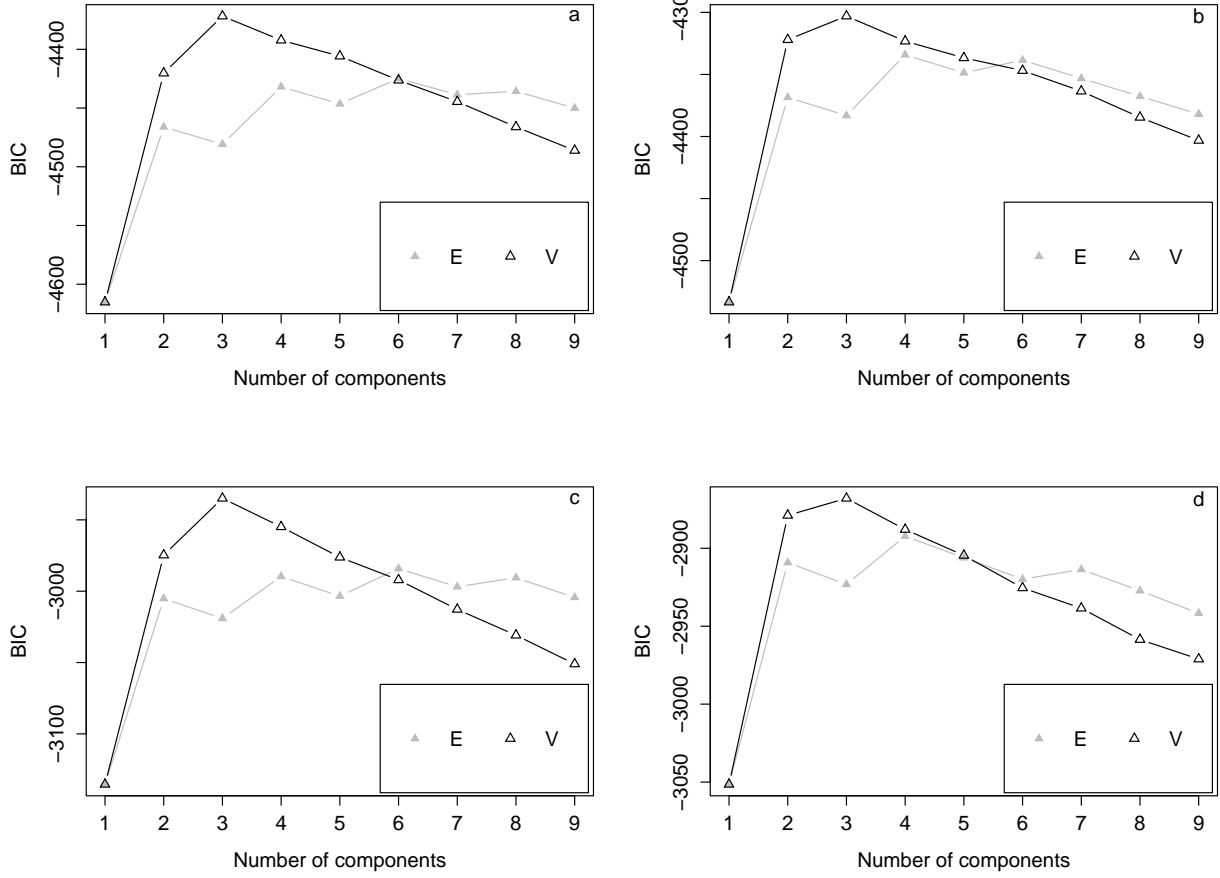 a
BIC
−4400
−4500
−4600
E V
1 2 3 4 5 6 7 8 9
Number of components
b
BIC
−4300
−4400
−4500
E V
1 2 3 4 5 6 7 8 9
Number of components
c
BIC
−3000
−3100
E V
1 2 3 4 5 6 7 8 9
Number of components
d
BIC
−2900
−2950
−3000
−3050
E V
1 2 3 4 5 6 7 8 9
Number of components